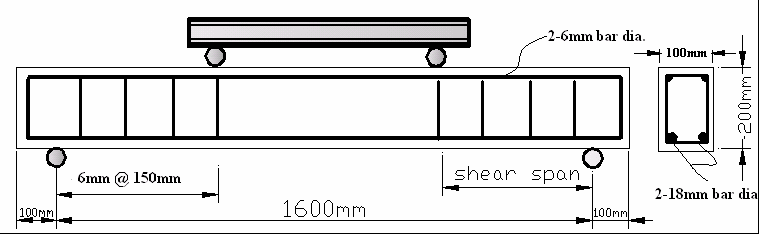 2-6mm bar dia.
100mm
200mm
6mm @ 150mm
shear span
2-18mm bar dia
100mm
1600mm
100mm